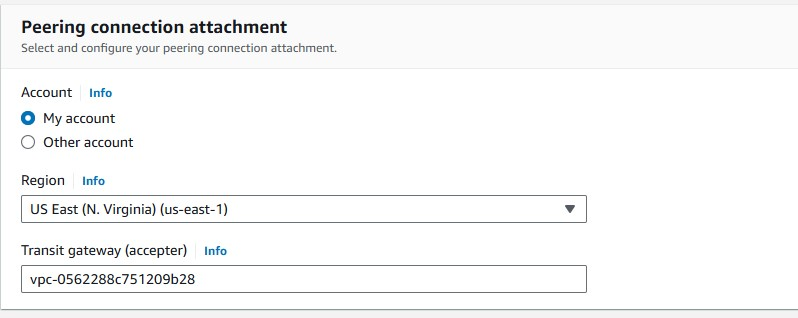 Peering connection attachment
Select and configure your peering connection attachment.
Account Info
My account
Other account
Region Info
US East (N. Virginia) (us-east-1)
Transit gateway (accepter) Info
vpc-0562288c751209b28